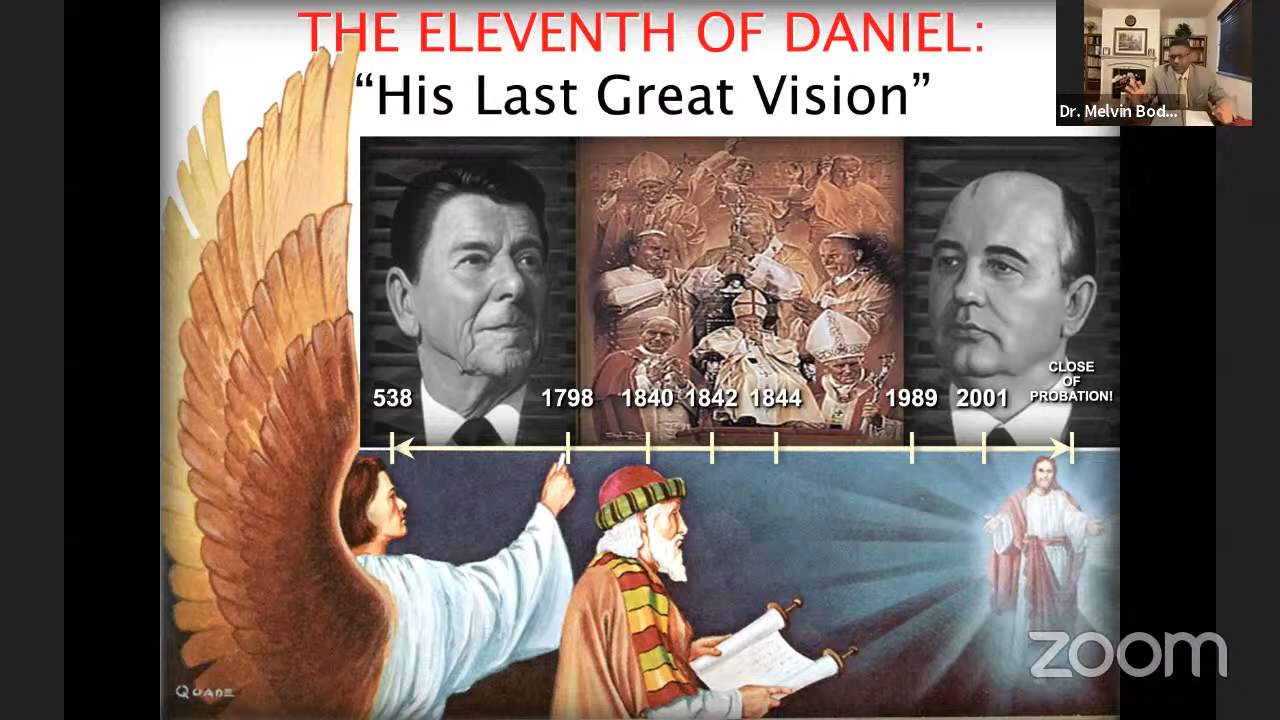 THE ELEVENTH OF DANIEL:
“His Last Great Vision”
Dr. Melvin Bod...
538
1798
1840
1842
1844
1989
2001
CLOSE
OF
PROBATION!
zoom
QUADE